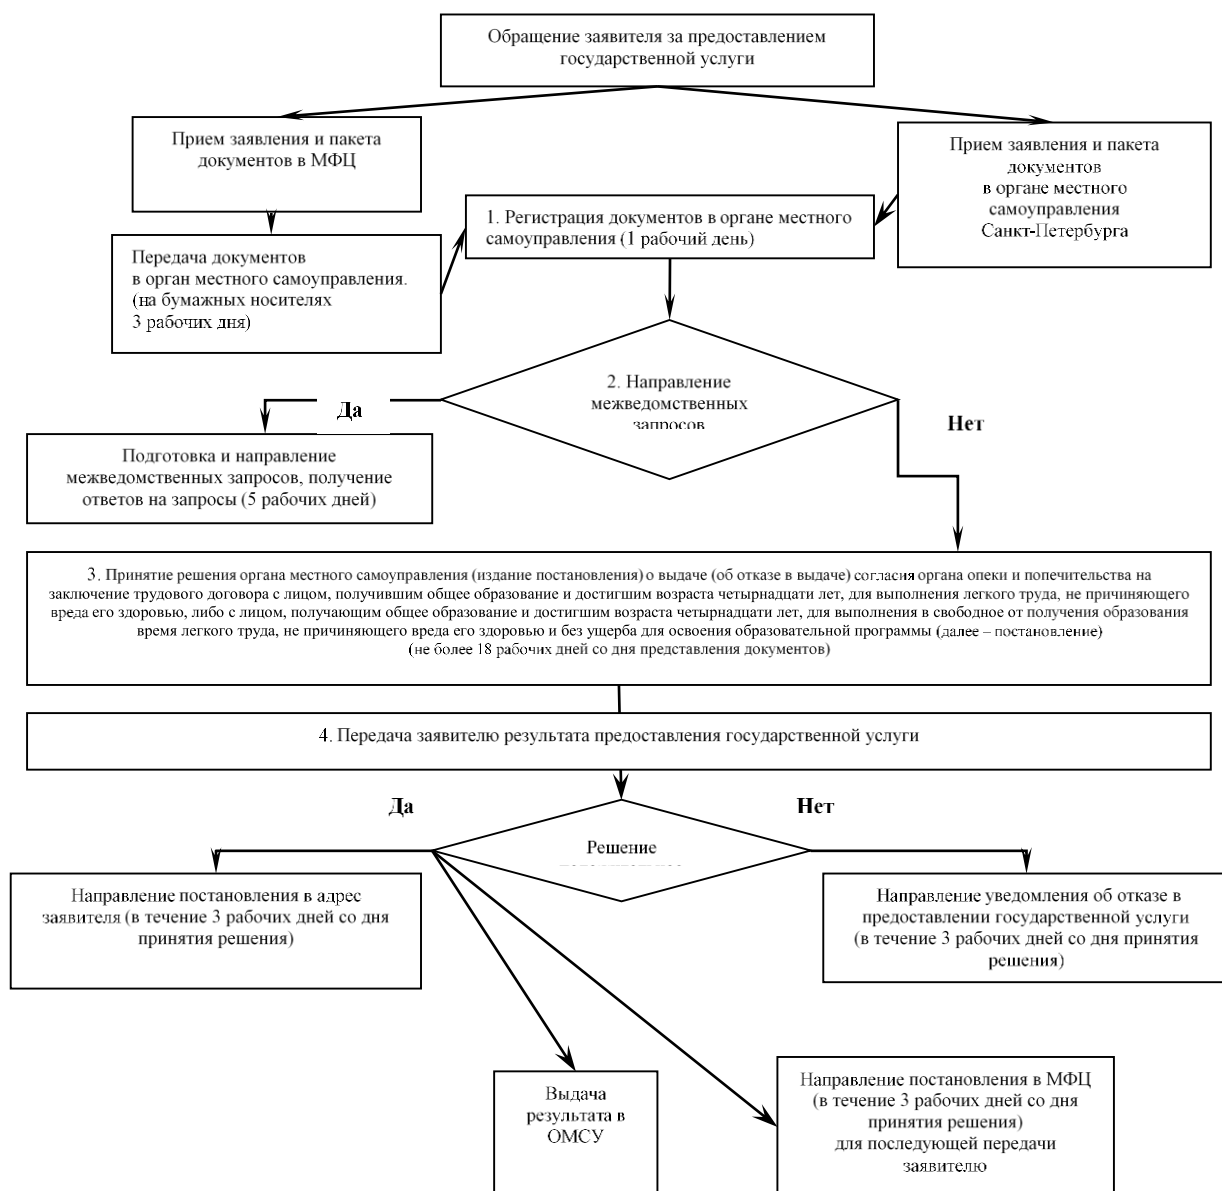 Обращение заявителя за предоставлением
государственной услуги
Прием заявления и пакета
документов в МФЦ
Прием заявления и пакета
документов
в органе местного
самоуправления
Санкт-Петербурга
1. Регистрация документов в органе местного
самоуправления (1 рабочий день)
Передача документов
в орган местного самоуправления.
(на бумажных носителях
3 рабочих дня)
2. Направление
межведомственных
запросов
Да
Нет
Подготовка и направление
межведомственных запросов, получение
ответов на запросы (5 рабочих дней)
3. Принятие решения органа местного самоуправления (издание постановления) о выдаче (об отказе в выдаче) согласия органа опеки и попечительства на
заключение трудового договора с лицом, получившим общее образование и достигшим возраста четырнадцати лет, для выполнения легкого труда, не причиняющего
вреда его здоровью, либо с лицом, получающим общее образование и достигшим возраста четырнадцати лет, для выполнения в свободное от получения образования
время легкого труда, не причиняющего вреда его здоровью и без ущерба для освоения образовательной программы (далее – постановление)
(не более 18 рабочих дней со дня представления документов)
4. Передача заявителю результата предоставления государственной услуги
Да
Нет
Решение
Направление постановления в адрес
заявителя (в течение 3 рабочих дней со дня
принятия решения)
Направление уведомления об отказе в
предоставлении государственной услуги
(в течение 3 рабочих дней со дня принятия
решения)
Выдача
результата в
ОМСУ
Направление постановления в МФЦ
(в течение 3 рабочих дней со дня
принятия решения)
для последующей передачи
заявителю